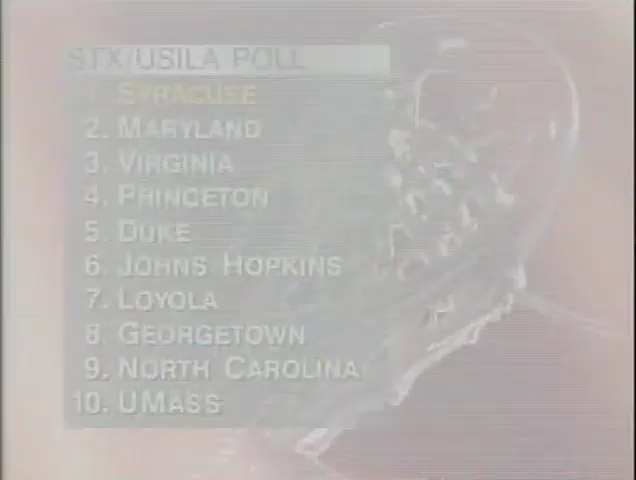 STX/USILA POLL
1. SYRACUSE
2. MARYLAND
3. VIRGINIA
4. PRINCETON
5. DUKE
6. JOHNS HOPKINS
7. LOYOLA
8. GEORGETOWN
9. NORTH CAROLINA
10. UMASS